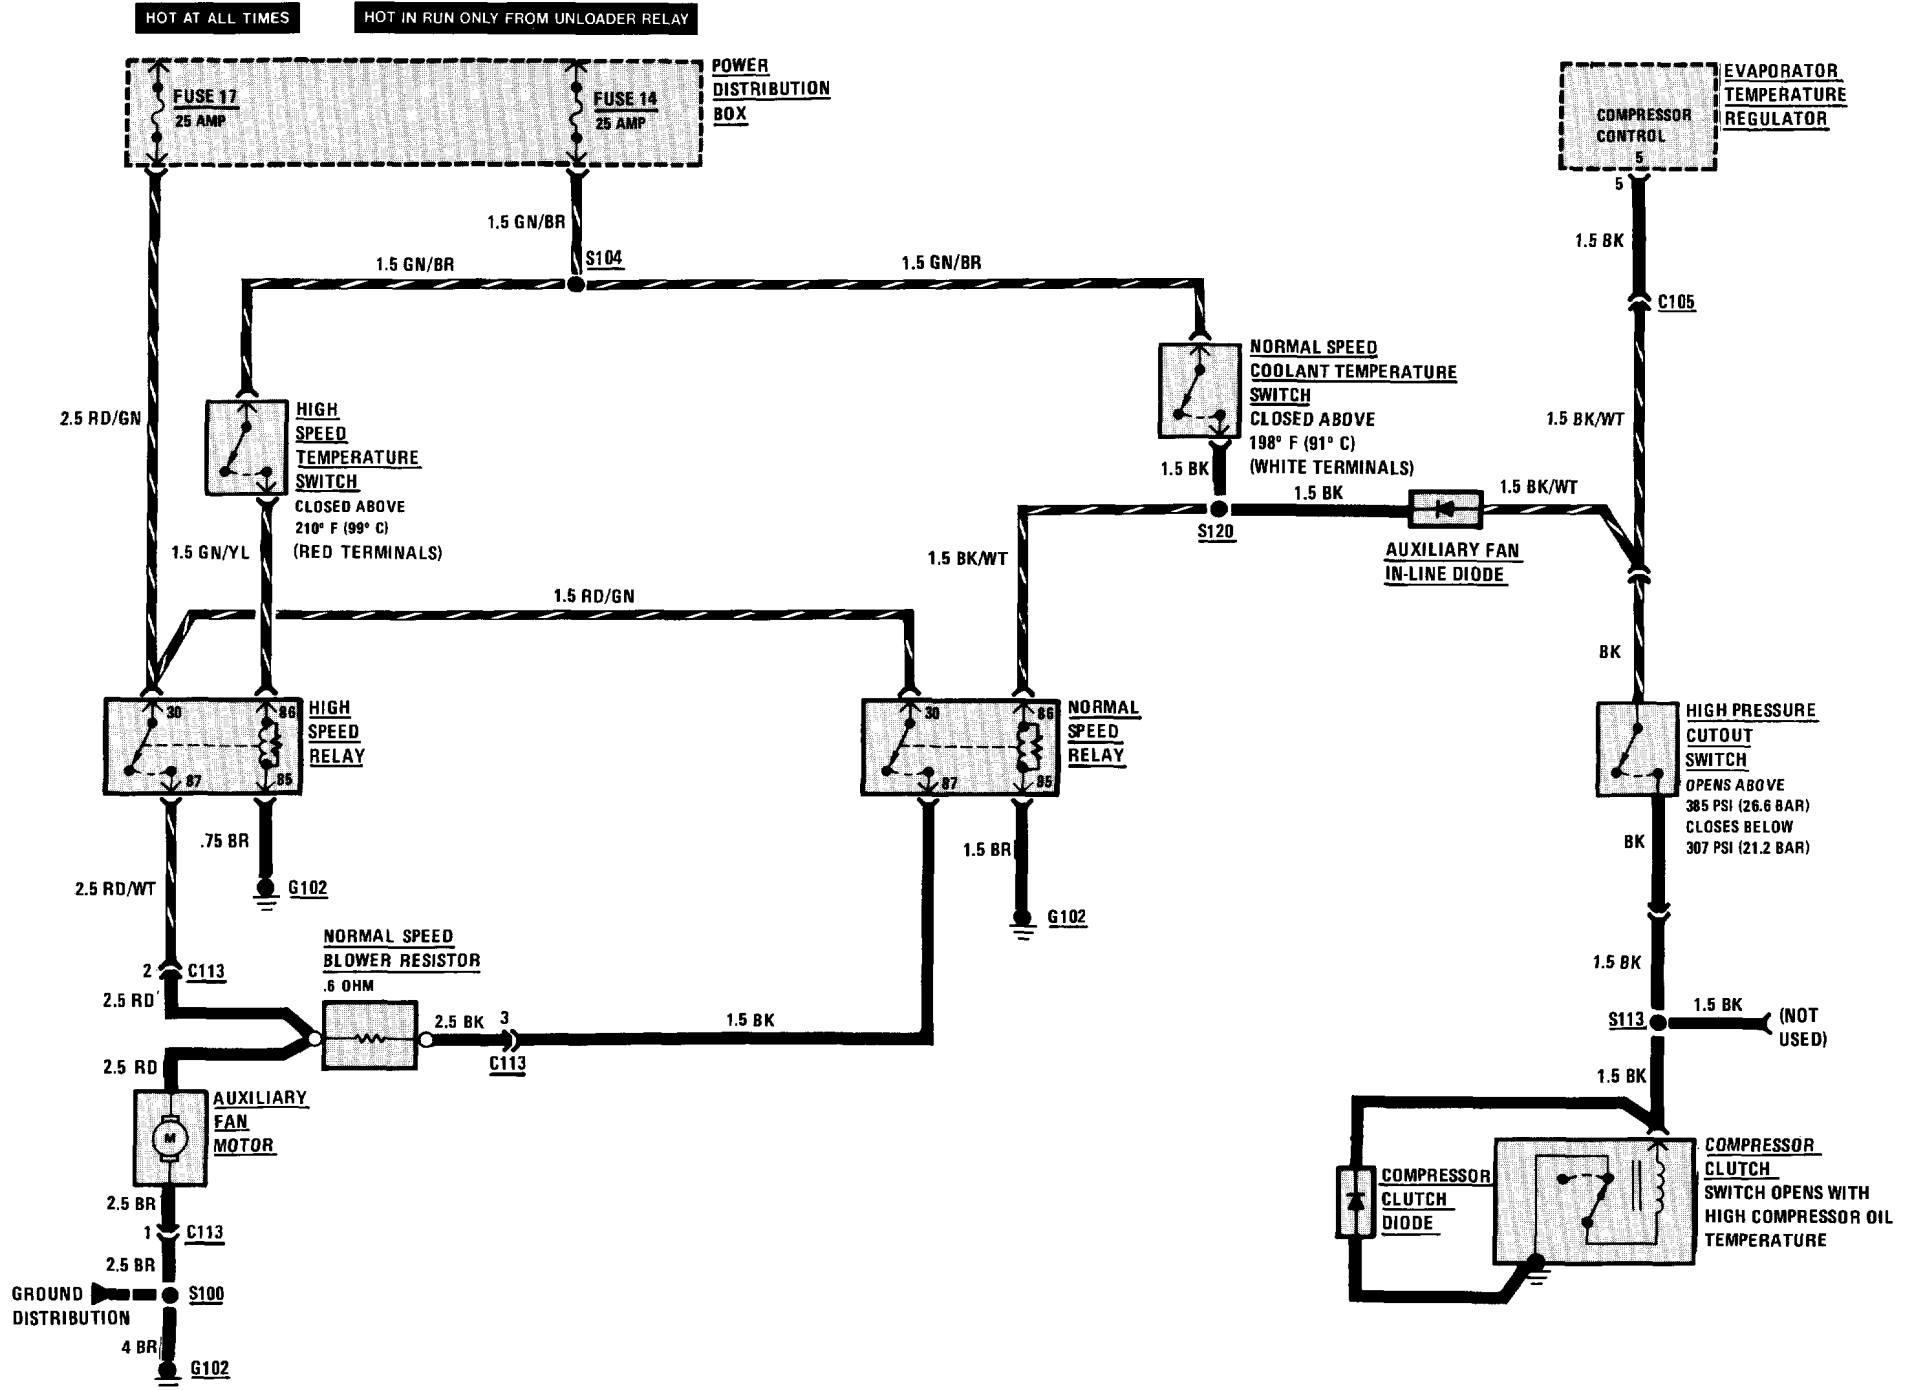 HOT AT ALL TIMES
HOT IN RUN ONLY FROM UNLOADER RELAY
FUSE 17
25 AMP
FUSE 14
25 AMP
POWER
DISTRIBUTION
BOX
COMPRESSOR
CONTROL
5
EVAPORATOR
TEMPERATURE
REGULATOR
5
1.5 GN/BR
1.5 BK
S104
1.5 GN/BR
1.5 GN/BR
C105
2.5 RD/GN
HIGH
SPEED
TEMPERATURE
SWITCH
CLOSED ABOVE
210° F (99° C)
(RED TERMINALS)
NORMAL SPEED
COOLANT TEMPERATURE
SWITCH
CLOSED ABOVE
198° F (91° C)
(WHITE TERMINALS)
1.5 BK/WT
1.5 BK
1.5 BK
1.5 BK/WT
S120
AUXILIARY FAN
IN-LINE DIODE
1.5 GN/YL
1.5 BK/WT
1.5 RD/GN
BK
30
86
87
85
HIGH
SPEED
RELAY
30
86
87
85
NORMAL
SPEED
RELAY
HIGH PRESSURE
CUTOUT
SWITCH
OPENS ABOVE
385 PSI (26.6 BAR)
CLOSES BELOW
307 PSI (21.2 BAR)
.75 BR
1.5 BR
BK
2.5 RD/WT
G102
G102
NORMAL SPEED
BLOWER RESISTOR
.6 OHM
2
C113
1.5 BK
2.5 RD
2.5 BK
3
C113
1.5 BK
S113
1.5 BK
(NOT
USED)
2.5 RD
1.5 BK
AUXILIARY
FAN
MOTOR
M
COMPRESSOR
CLUTCH
DIODE
COMPRESSOR
CLUTCH
SWITCH OPENS WITH
HIGH COMPRESSOR OIL
TEMPERATURE
2.5 BR
1
C113
2.5 BR
GROUND
DISTRIBUTION
S100
4 BR
G102